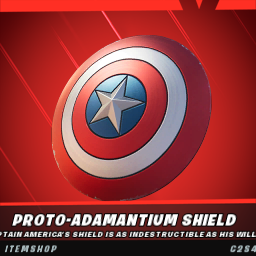 PROTO-ADAMANTIUM SHIELD
PTAIN AMERICA'S SHIELD IS AS INDESTRUCTIBLE AS HIS WILL
ITEMSHOP C2S4